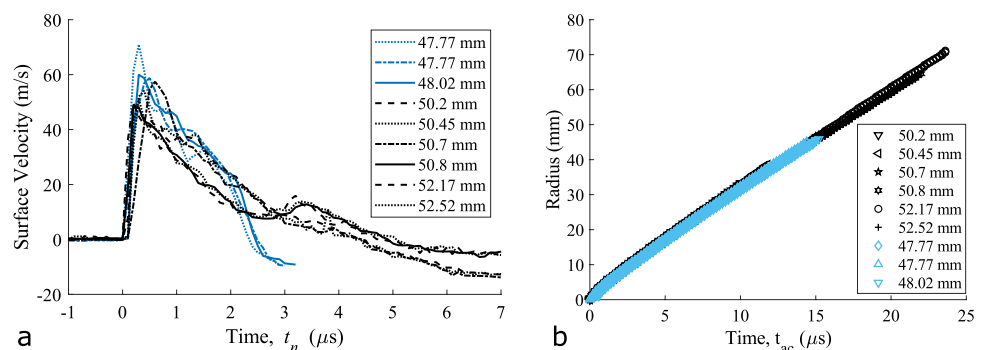 80
60
40
20
0
-20
-1
0
1
2
3
4
5
6
7
Surface Velocity (m/s)
Time, tn (μs)
47.77 mm
47.77 mm
48.02 mm
50.2 mm
50.45 mm
50.7 mm
50.8 mm
52.17 mm
52.52 mm
a
80
70
60
50
40
30
20
10
0
0
5
10
15
20
25
Radius (mm)
Time, tac (μs)
50.2 mm
50.45 mm
50.7 mm
50.8 mm
52.17 mm
52.52 mm
47.77 mm
47.77 mm
48.02 mm
b